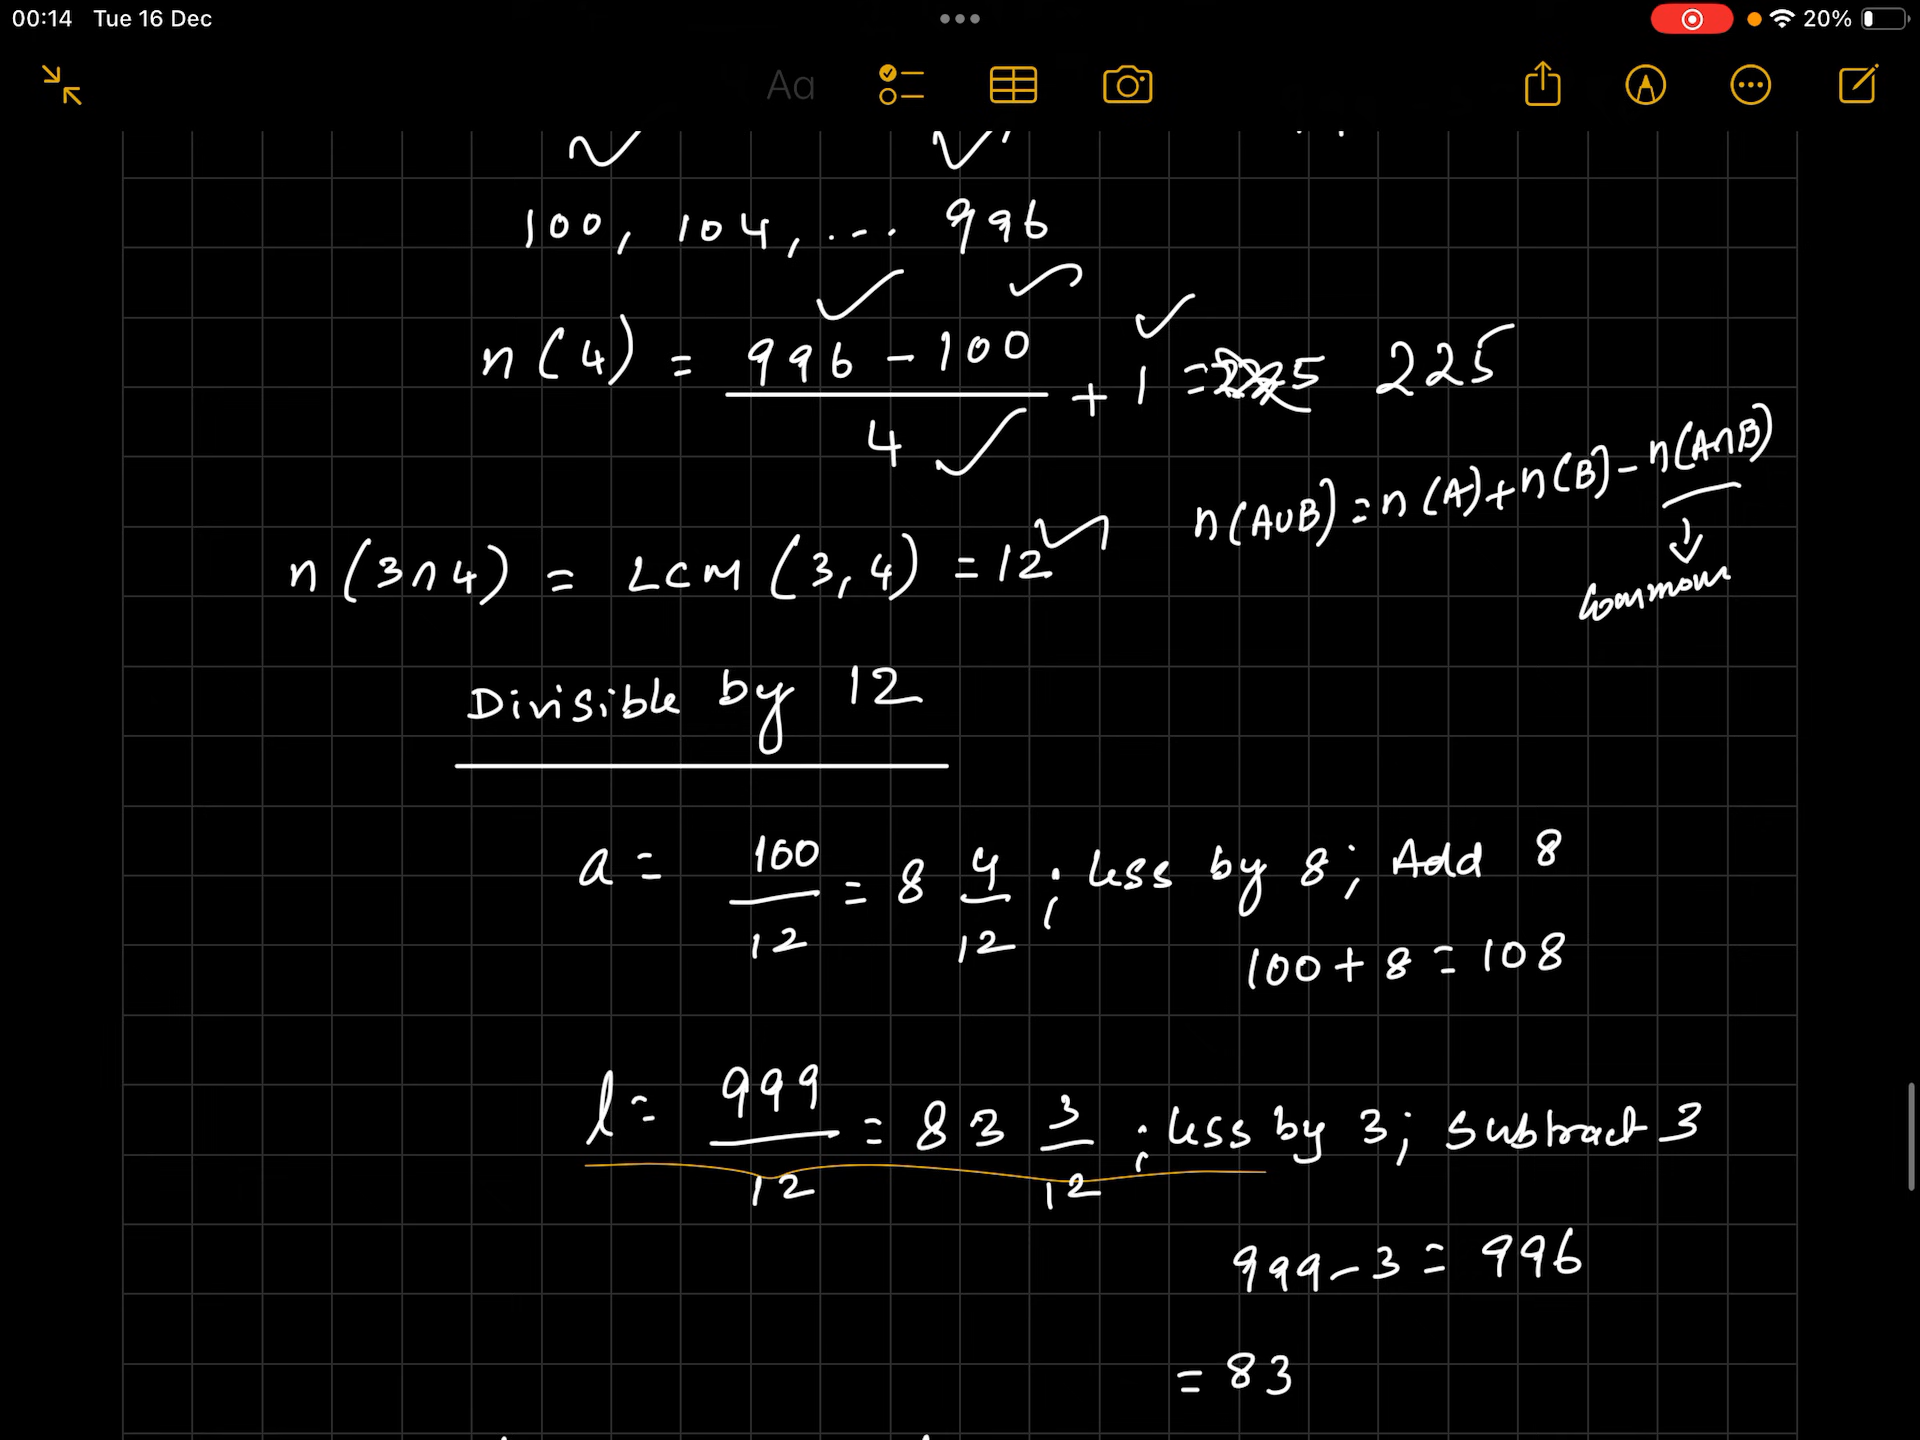 00:14 Tue 16 Dec
20%
Aa
100, 104, ... 996
n(4) = 996 - 100 / 4 + 1 = 225
n(A∪B) = n(A) + n(B) - n(A∩B)
Common
n(3∩4) = LCM (3, 4) = 12
Divisible by 12
a = 100/12 = 8 4/12 ; less by 8; Add 8
100 + 8 = 108
l = 999/12 = 83 3/12 ; less by 3; subtract 3
999 - 3 = 996
= 83